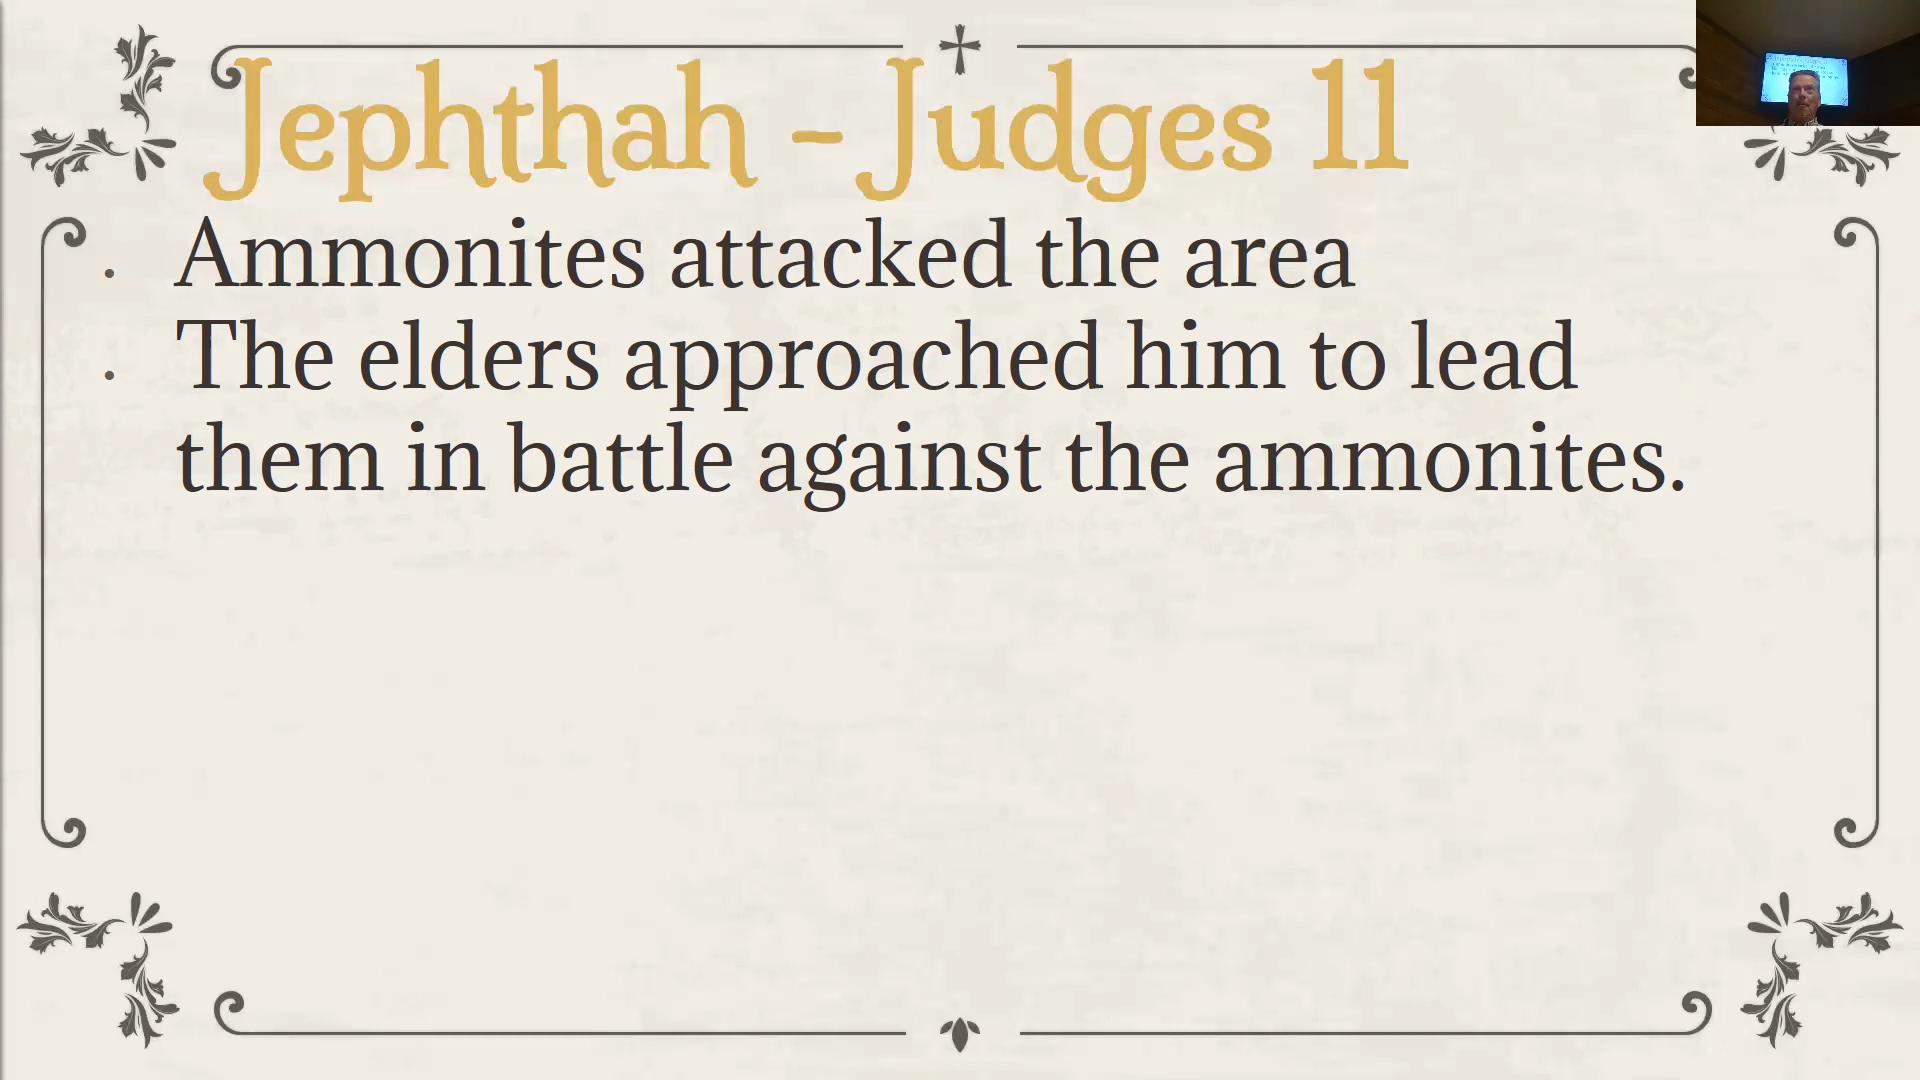 Jephthah - Judges 11
Ammonites attacked the area
The elders approached him to lead
them in battle against the ammonites.